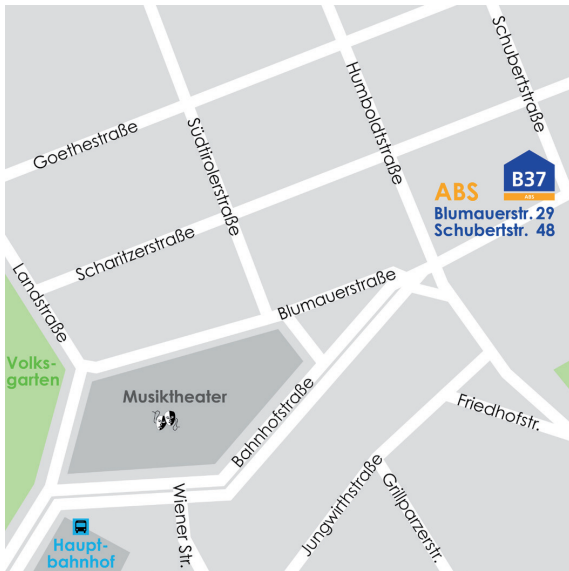 Schubertstraße
Humboldtstraße
Goethestraße
Südtirolerstraße
B37
ABS
ABS
Blumauerstr. 29
Schubertstr. 48
Scharitzerstraße
Landstraße
Blumauerstraße
Volks-
garten
Musiktheater
Bahnhofstraße
Friedhofstr.
Wiener Str.
Jungwirthstraße
Grillparzerstr.
Haupt-
bahnhof